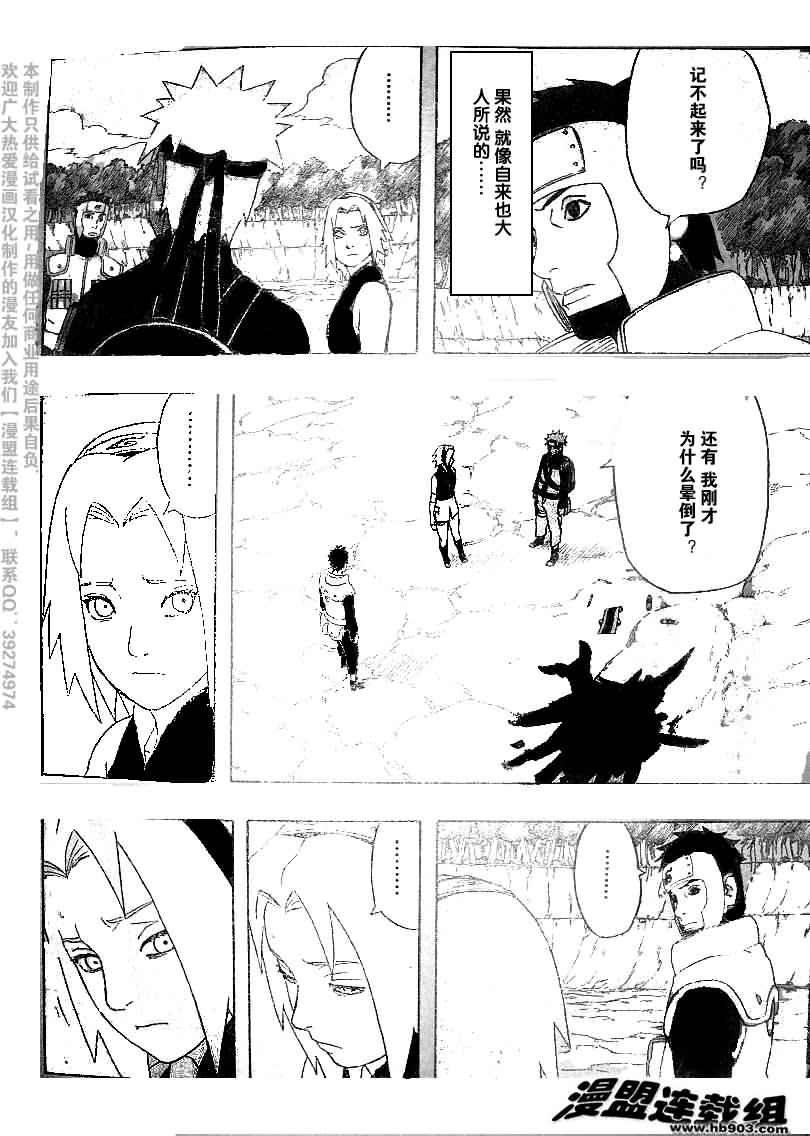 记不起来了吗?
果然 就像自来也大
人所说的……
………
还有 我刚才
为什么晕倒了?
………
………
………
本制作只供给试看之用,用做任何商业用途后果自负.
欢迎广大热爱漫画汉化制作的漫友加入我们【漫盟连载组】, 联系QQ:39274974
漫盟连载组
www.hb903.com